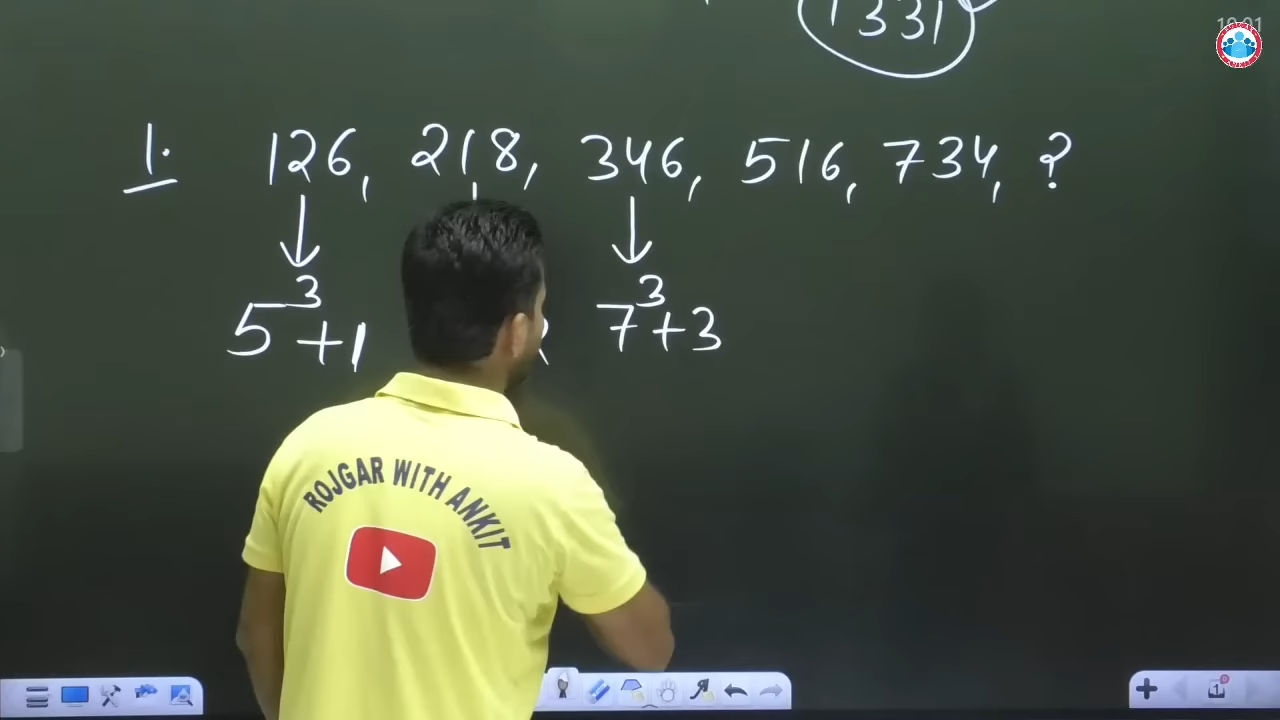 1331
1. 126, 218, 346, 516, 734, ?
5³+1 7³+3
ROJGAR WITH ANKIT